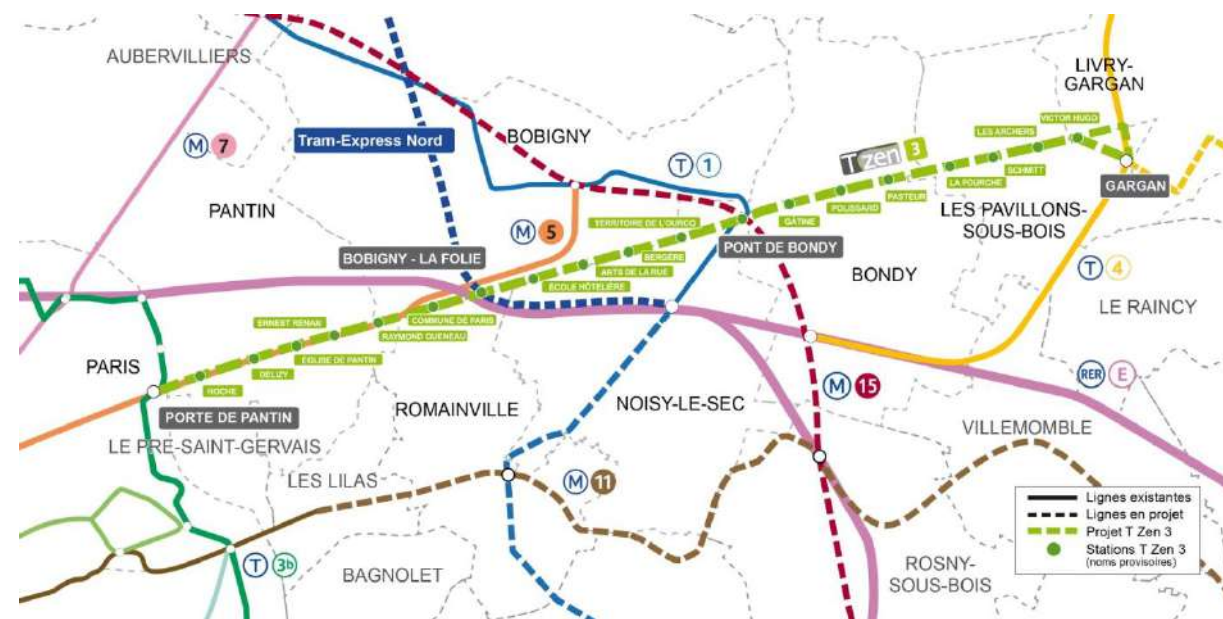 AUBERVILLIERS
LIVRY-
GARGAN
VICTOR HUGO
LES ARCHERS
Tram-Express Nord
BOBIGNY
T zen 3
M 7
T 1
SCHMITT
LA FOURCHE
GARGAN
PASTEUR
POLISSARD
GÂTINE
PANTIN
M 5
TERRITOIRE DE L'OURCQ
LES PAVILLONS-
SOUS-BOIS
PONT DE BONDY
BERGÈRE
BOBIGNY - LA FOLIE
ARTS DE LA RUE
BONDY
T 4
ÉCOLE HÔTELIÈRE
LE RAINCY
ERNEST RENAN
COMMUNE DE PARIS
RAYMOND QUENEAU
ÉGLISE DE PANTIN
PARIS
DELIZY
RER E
HOCHE
M 15
ROMAINVILLE
NOISY-LE-SEC
PORTE DE PANTIN
VILLEMOMBLE
LE PRÉ-SAINT-GERVAIS
LES LILAS
M 11
Lignes existantes
Lignes en projet
Projet T Zen 3
Stations T Zen 3
(noms provisoires)
T 3b
BAGNOLET
ROSNY-
SOUS-BOIS